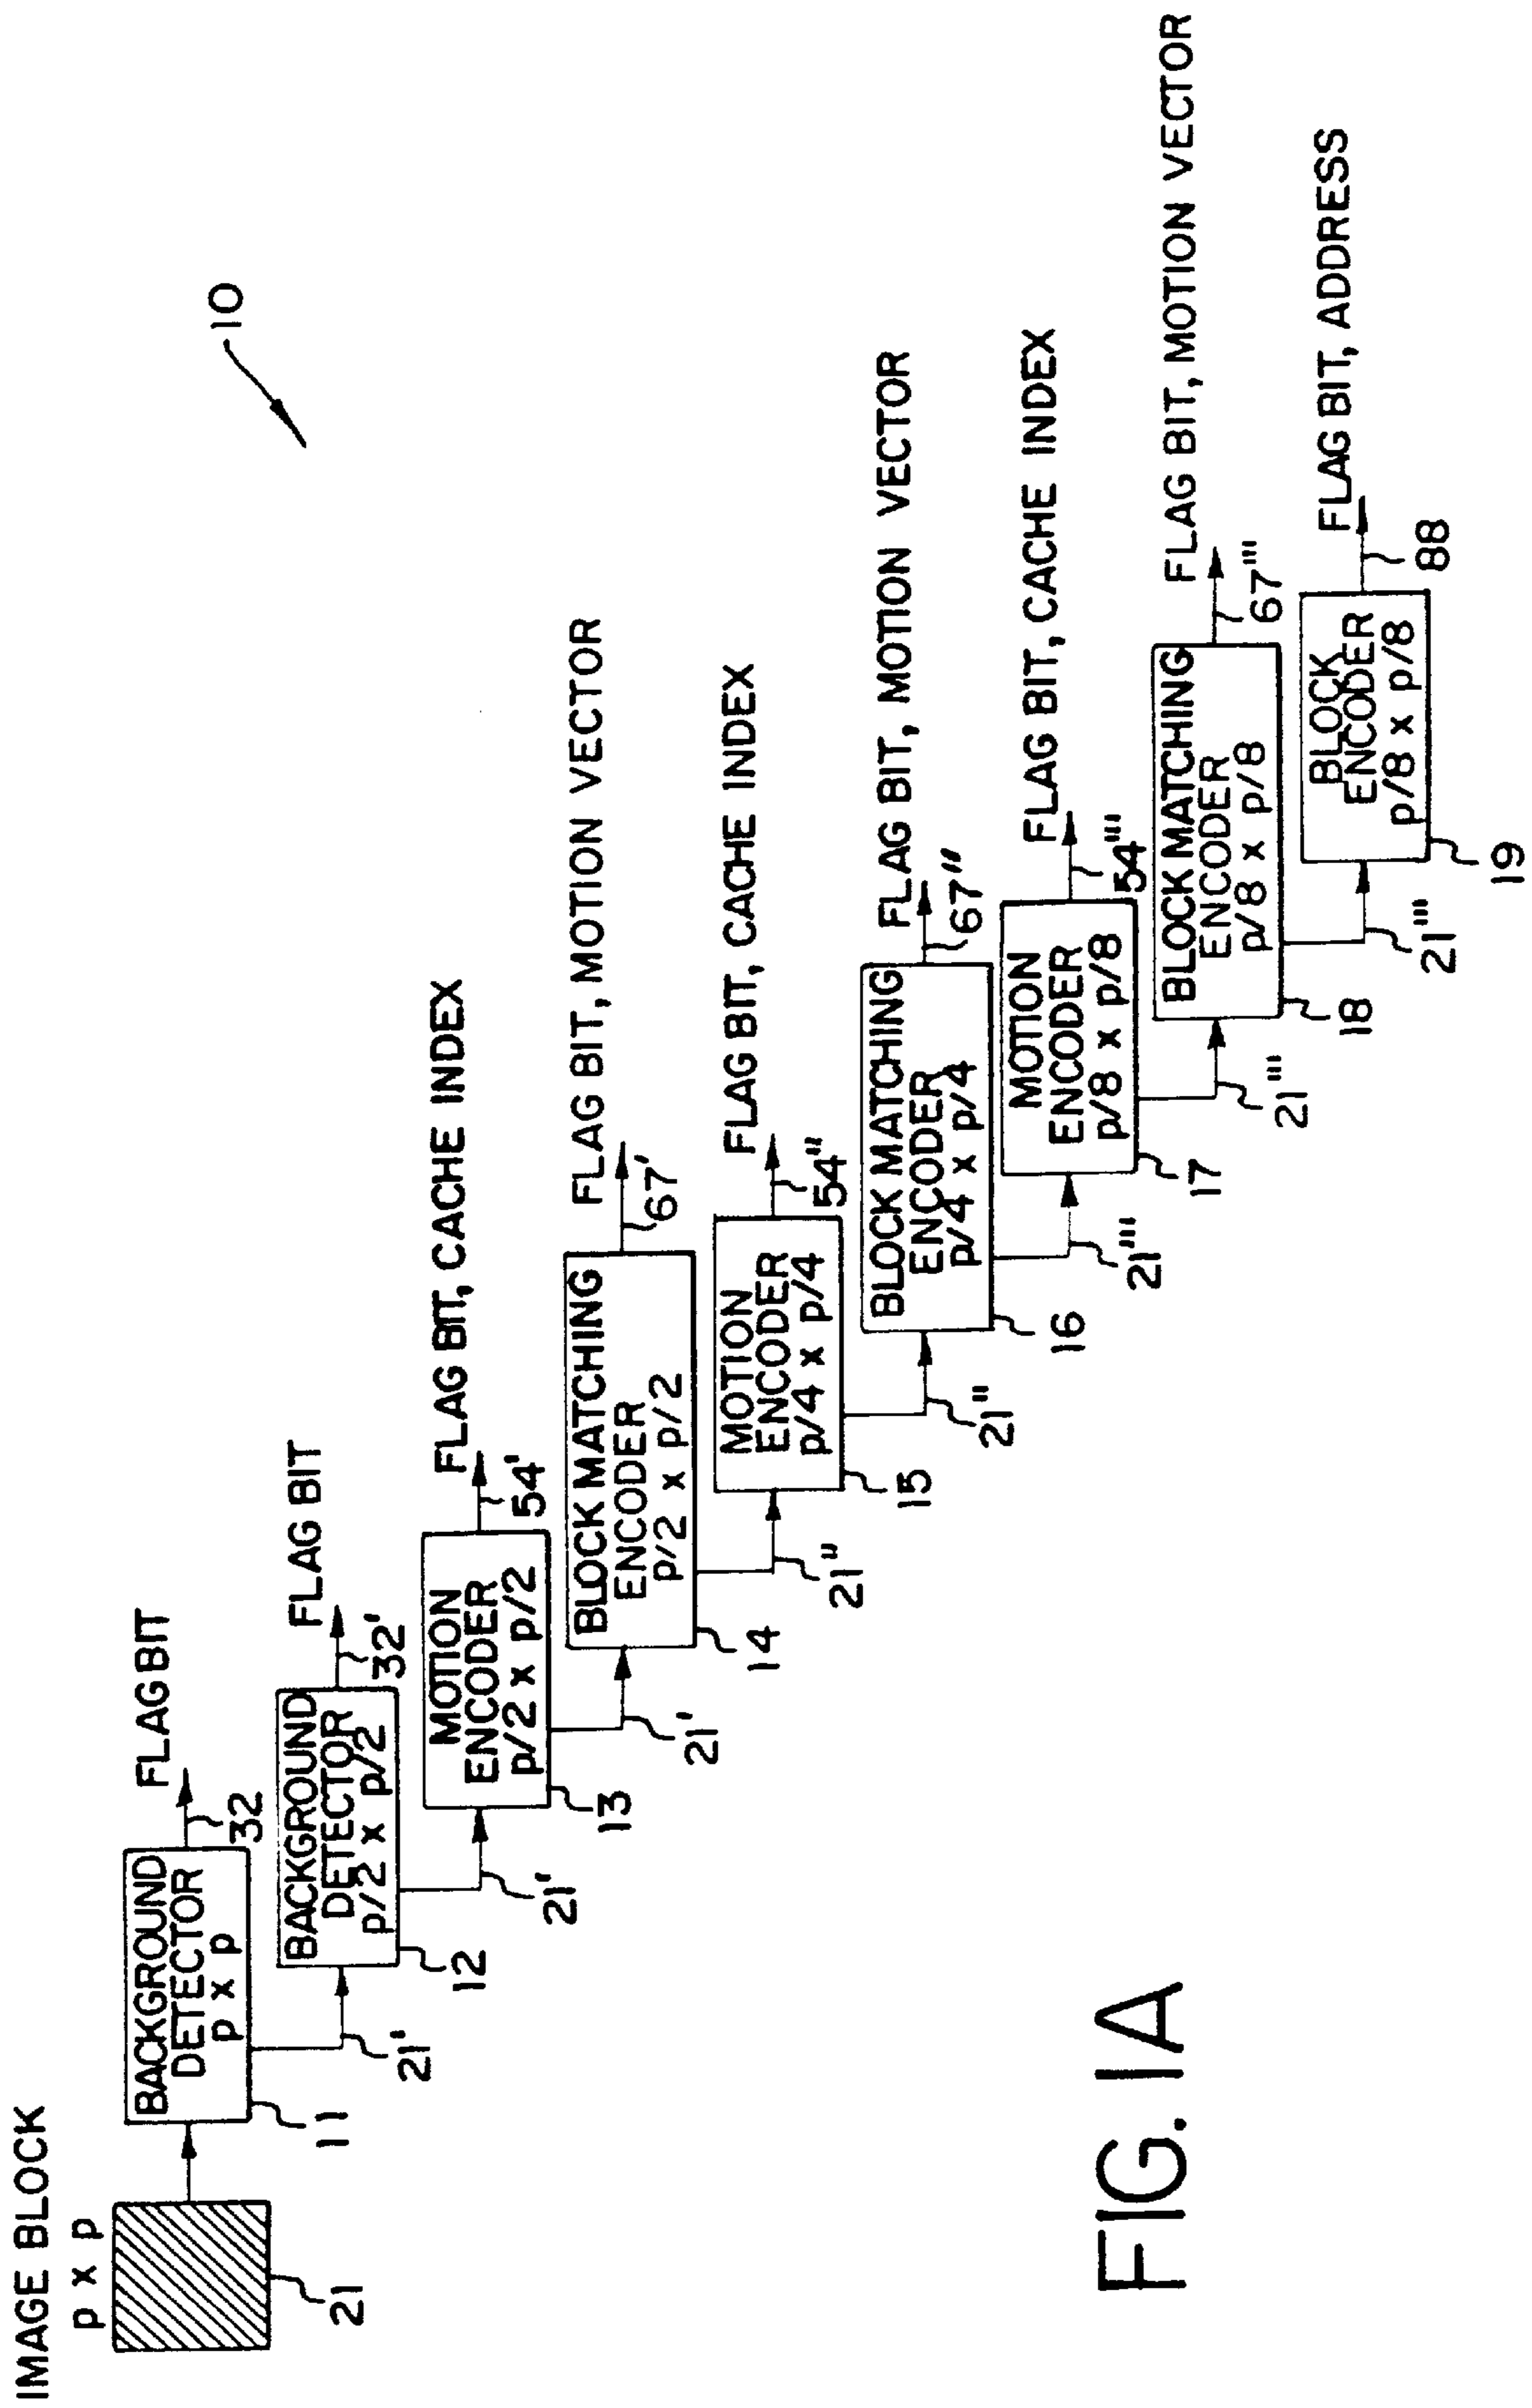 IMAGE BLOCK
p x p
21
BACKGROUND
DETECTOR
p x p
11
32
FLAG BIT
21'
BACKGROUND
DETECTOR
p/2 x p/2
12
32'
FLAG BIT
21'
MOTION
ENCODER
p/2 x p/2
13
54'
FLAG BIT, CACHE INDEX
21'
BLOCK MATCHING
ENCODER
p/2 x p/2
14
67'
FLAG BIT, MOTION VECTOR
21"
MOTION
ENCODER
p/4 x p/4
15
54"
FLAG BIT, CACHE INDEX
21"
BLOCK MATCHING
ENCODER
p/4 x p/4
16
67"
FLAG BIT, MOTION VECTOR
21'''
MOTION
ENCODER
p/8 x p/8
17
54'''
FLAG BIT, CACHE INDEX
21'''
BLOCK MATCHING
ENCODER
p/8 x p/8
18
67'''
FLAG BIT, MOTION VECTOR
21'''
BLOCK
ENCODER
p/8 x p/8
19
88
FLAG BIT, ADDRESS
10
FIG. 1A